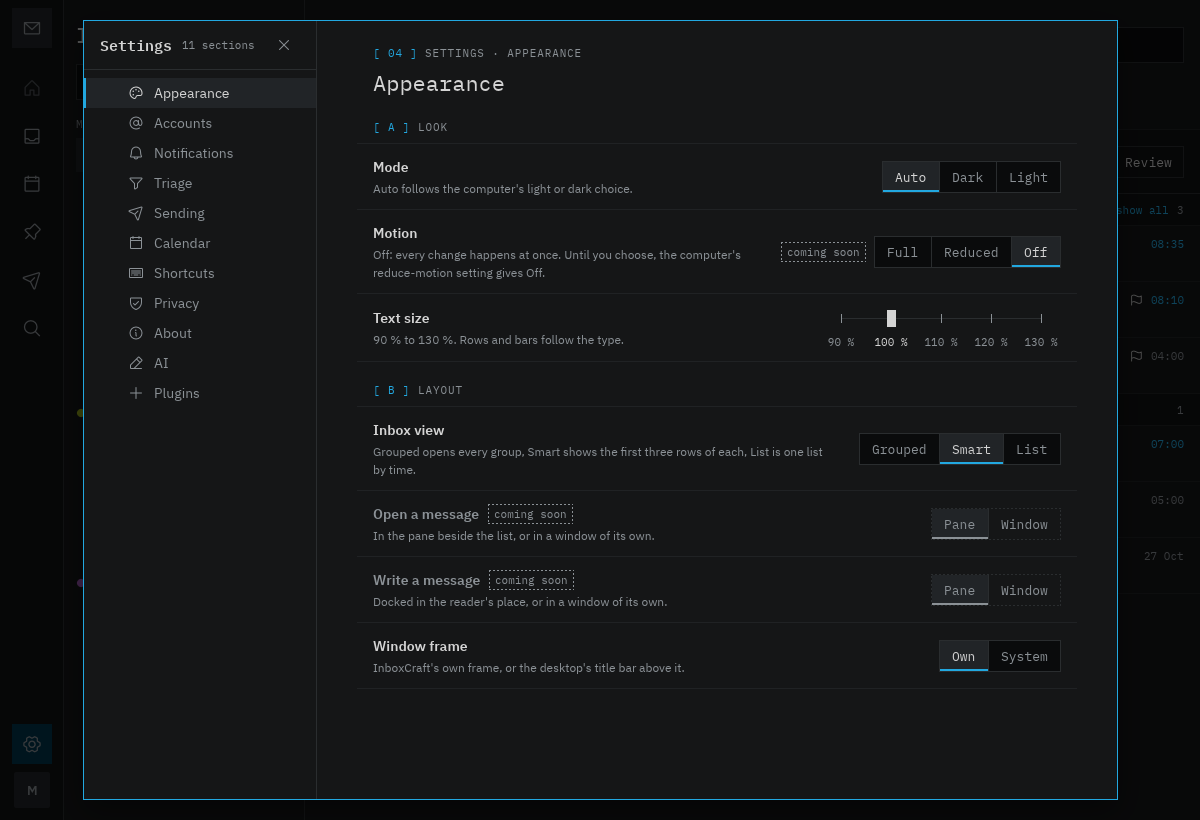 Settings 11 sections
Appearance
Accounts
Notifications
Triage
Sending
Calendar
Shortcuts
Privacy
About
AI
Plugins
[ 04 ] SETTINGS · APPEARANCE
Appearance
[ A ] LOOK
Mode
Auto follows the computer's light or dark choice.
Auto Dark Light
Motion
Off: every change happens at once. Until you choose, the computer's
reduce-motion setting gives Off.
coming soon Full Reduced Off
Text size
90 % to 130 %. Rows and bars follow the type.
90 % 100 % 110 % 120 % 130 %
[ B ] LAYOUT
Inbox view
Grouped opens every group, Smart shows the first three rows of each, List is one list
by time.
Grouped Smart List
Open a message coming soon
In the pane beside the list, or in a window of its own.
Pane Window
Write a message coming soon
Docked in the reader's place, or in a window of its own.
Pane Window
Window frame
InboxCraft's own frame, or the desktop's title bar above it.
Own System
Review
show all 3
08:35
08:10
04:00
1
07:00
05:00
27 Oct
M